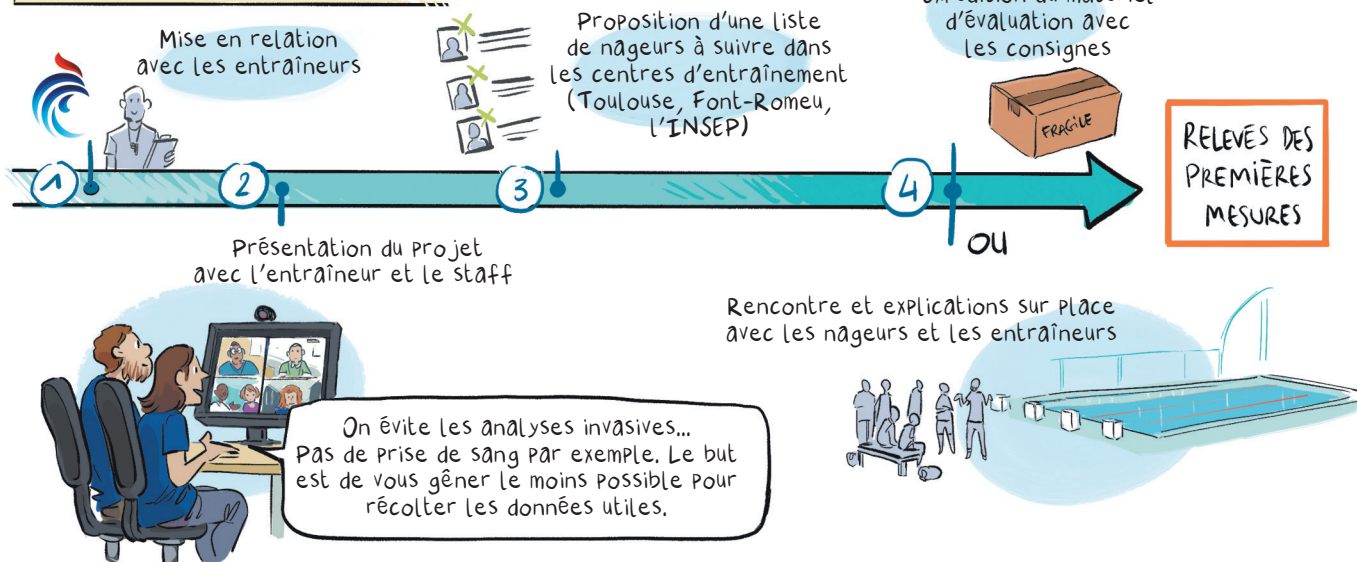 Mise en relation
avec les entraîneurs
1
2
Présentation du projet
avec l'entraîneur et le staff
On évite les analyses invasives...
Pas de prise de sang par exemple. Le but
est de vous gêner le moins possible pour
récolter les données utiles.
Proposition d'une liste
de nageurs à suivre dans
les centres d'entraînement
(Toulouse, Font-Romeu,
l'INSEP)
3
d'évaluation avec
les consignes
FRAGILE
4
OU
Rencontre et explications sur place
avec les nageurs et les entraîneurs
RELEVÉS DES
PREMIÈRES
MESURES